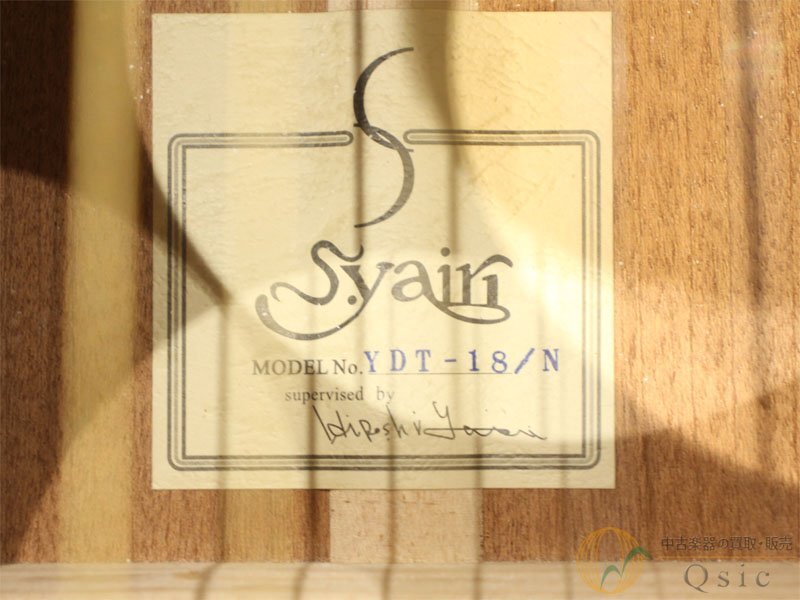 S
S.yairi
MODEL No. YDT-18/N
supervised by
Hiroshi Yairi
中古楽器の買取・販売
Qsic